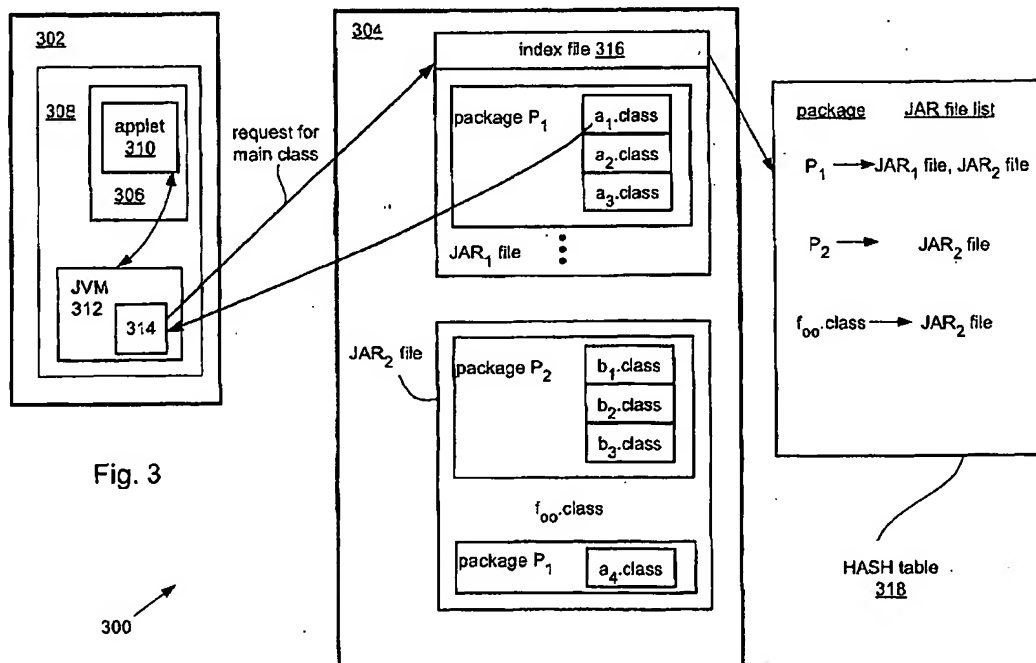 302
308
applet
310
306
JVM
312
314
request for
main class
304
index file 316
package P₁
a₁.class
a₂.class
a₃.class
JAR₁ file
JAR₂ file
package P₂
b₁.class
b₂.class
b₃.class
foo.class
package P₁
a₄.class
package JAR file list
P₁ JAR₁ file, JAR₂ file
P₂ JAR₂ file
foo.class JAR₂ file
HASH table
318
Fig. 3
300